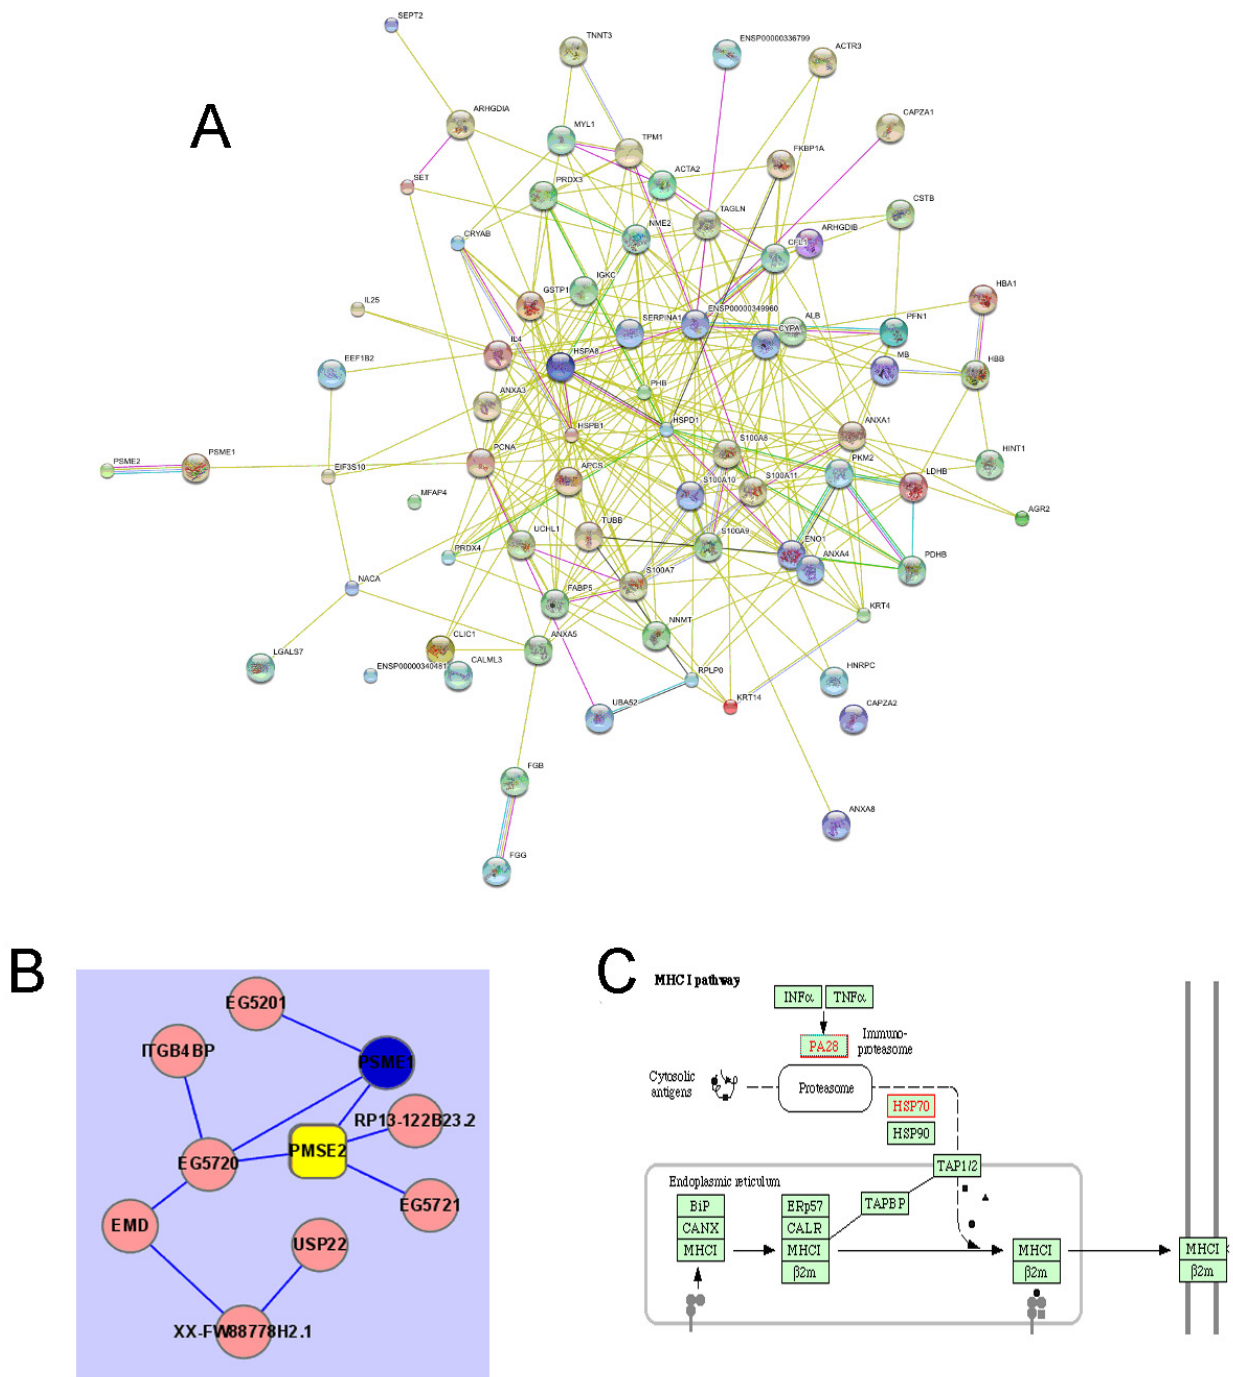 A
SEPT2
TNNT3
ENSP00000336799
ACTR3
ARHGDIA
MYL1
TPM1
CAPZA1
FKBP1A
SET
PRDX3
ACTA2
TAGLN
CSTB
CRYAB
NME2
CFL1
ARHGDIB
IGKC
GSTP1
HBA1
IL25
SERPINA1
ENSP00000349960
ALB
CYPA
PFN1
IL4
HSPA8
EEF1B2
MB
HBB
PHB
ANXA3
HSPB1
HSPD1
ANXA1
S100A8
PSME2
PSME1
PCNA
EIF3S10
APCS
PKM2
HINT1
LDHB
S100A10
S100A11
MFAP4
AGR2
UCHL1
TUBB
S100A9
ENO1
PRDX4
ANXA4
PDHB
NACA
S100A7
FABP5
KRT4
NNMT
CLIC1
ANXA5
LGALS7
CALML3
ENSP00000340451
RPLP0
HNRPC
UBA52
KRT14
CAPZA2
FGB
ANXA8
FGG
B
EG5201
ITGB4BP
PSME1
RP13-122B23.2
PMSE2
EG5720
EG5721
EMD
USP22
XX-FW88778H2.1
C
MHC I pathway
INFα
TNFα
PA28
Immuno-
proteasome
Cytosolic
antigens
Proteasome
HSP70
HSP90
TAP1/2
Endoplasmic reticulum
BiP
CANX
MHCI
ERp57
CALR
MHCI
β2m
TAPBP
MHCI
β2m
MHCI
β2m